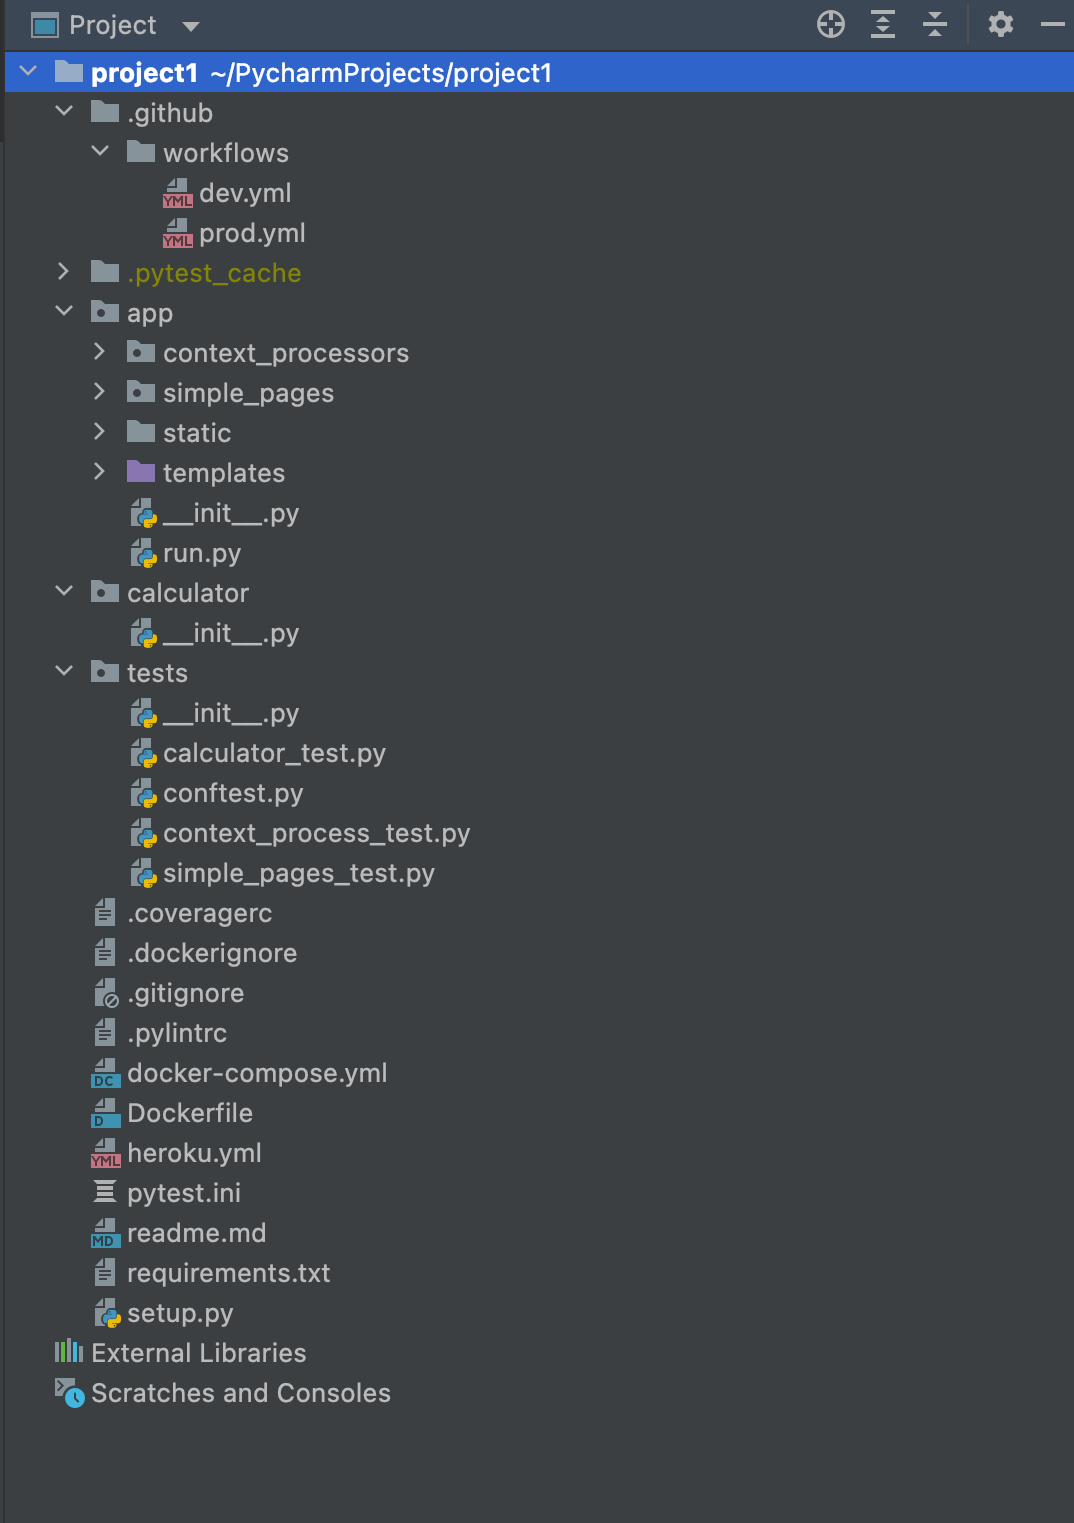 Project
project1 ~/PycharmProjects/project1
.github
workflows
YML dev.yml
YML prod.yml
.pytest_cache
app
context_processors
simple_pages
static
templates
__init__.py
run.py
calculator
__init__.py
tests
__init__.py
calculator_test.py
conftest.py
context_process_test.py
simple_pages_test.py
.coveragerc
.dockerignore
.gitignore
.pylintrc
DC docker-compose.yml
D Dockerfile
YML heroku.yml
pytest.ini
MD readme.md
requirements.txt
setup.py
External Libraries
Scratches and Consoles